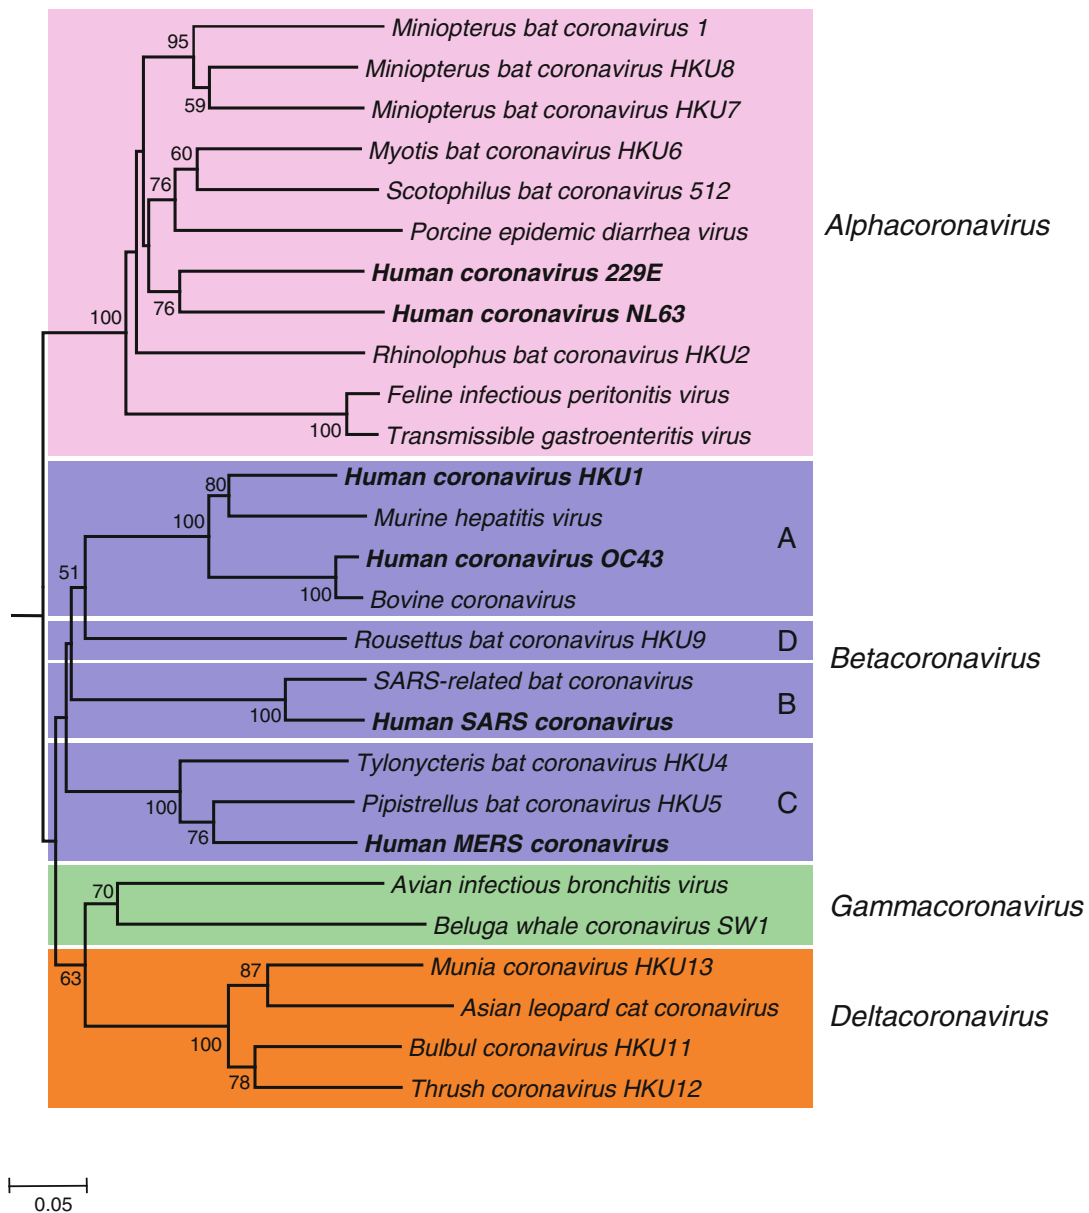 Miniopterus bat coronavirus 1
95
Miniopterus bat coronavirus HKU8
59
Miniopterus bat coronavirus HKU7
Myotis bat coronavirus HKU6
60
76
Scotophilus bat coronavirus 512
Porcine epidemic diarrhea virus
Alphacoronavirus
Human coronavirus 229E
76
Human coronavirus NL63
100
Rhinolophus bat coronavirus HKU2
Feline infectious peritonitis virus
100
Transmissible gastroenteritis virus
Human coronavirus HKU1
80
100
Murine hepatitis virus
A
Human coronavirus OC43
51
100
Bovine coronavirus
Rousettus bat coronavirus HKU9
D
Betacoronavirus
SARS-related bat coronavirus
B
100
Human SARS coronavirus
Tylonycteris bat coronavirus HKU4
100
Pipistrellus bat coronavirus HKU5
C
76
Human MERS coronavirus
70
Avian infectious bronchitis virus
Gammacoronavirus
Beluga whale coronavirus SW1
63
87
Munia coronavirus HKU13
Asian leopard cat coronavirus
Deltacoronavirus
100
Bulbul coronavirus HKU11
78
Thrush coronavirus HKU12
0.05